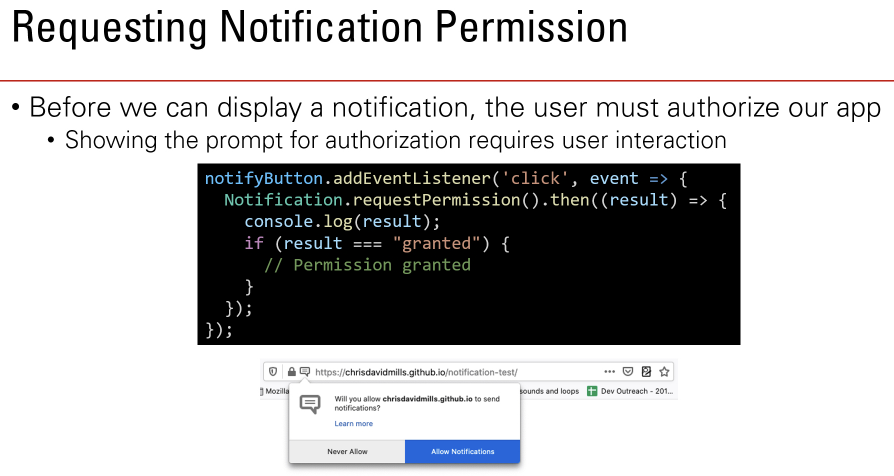 Requesting Notification Permission
• Before we can display a notification, the user must authorize our app
• Showing the prompt for authorization requires user interaction
notifyButton.addEventListener('click', event => {
  Notification.requestPermission().then((result) => {
    console.log(result);
    if (result === "granted") {
      // Permission granted
    }
  });
});
https://chrisdavidmills.github.io/notification-test/
Mozilla
sounds and loops
Dev Outreach - 201...
Will you allow chrisdavidmills.github.io to send
notifications?
Learn more
Never Allow
Allow Notifications